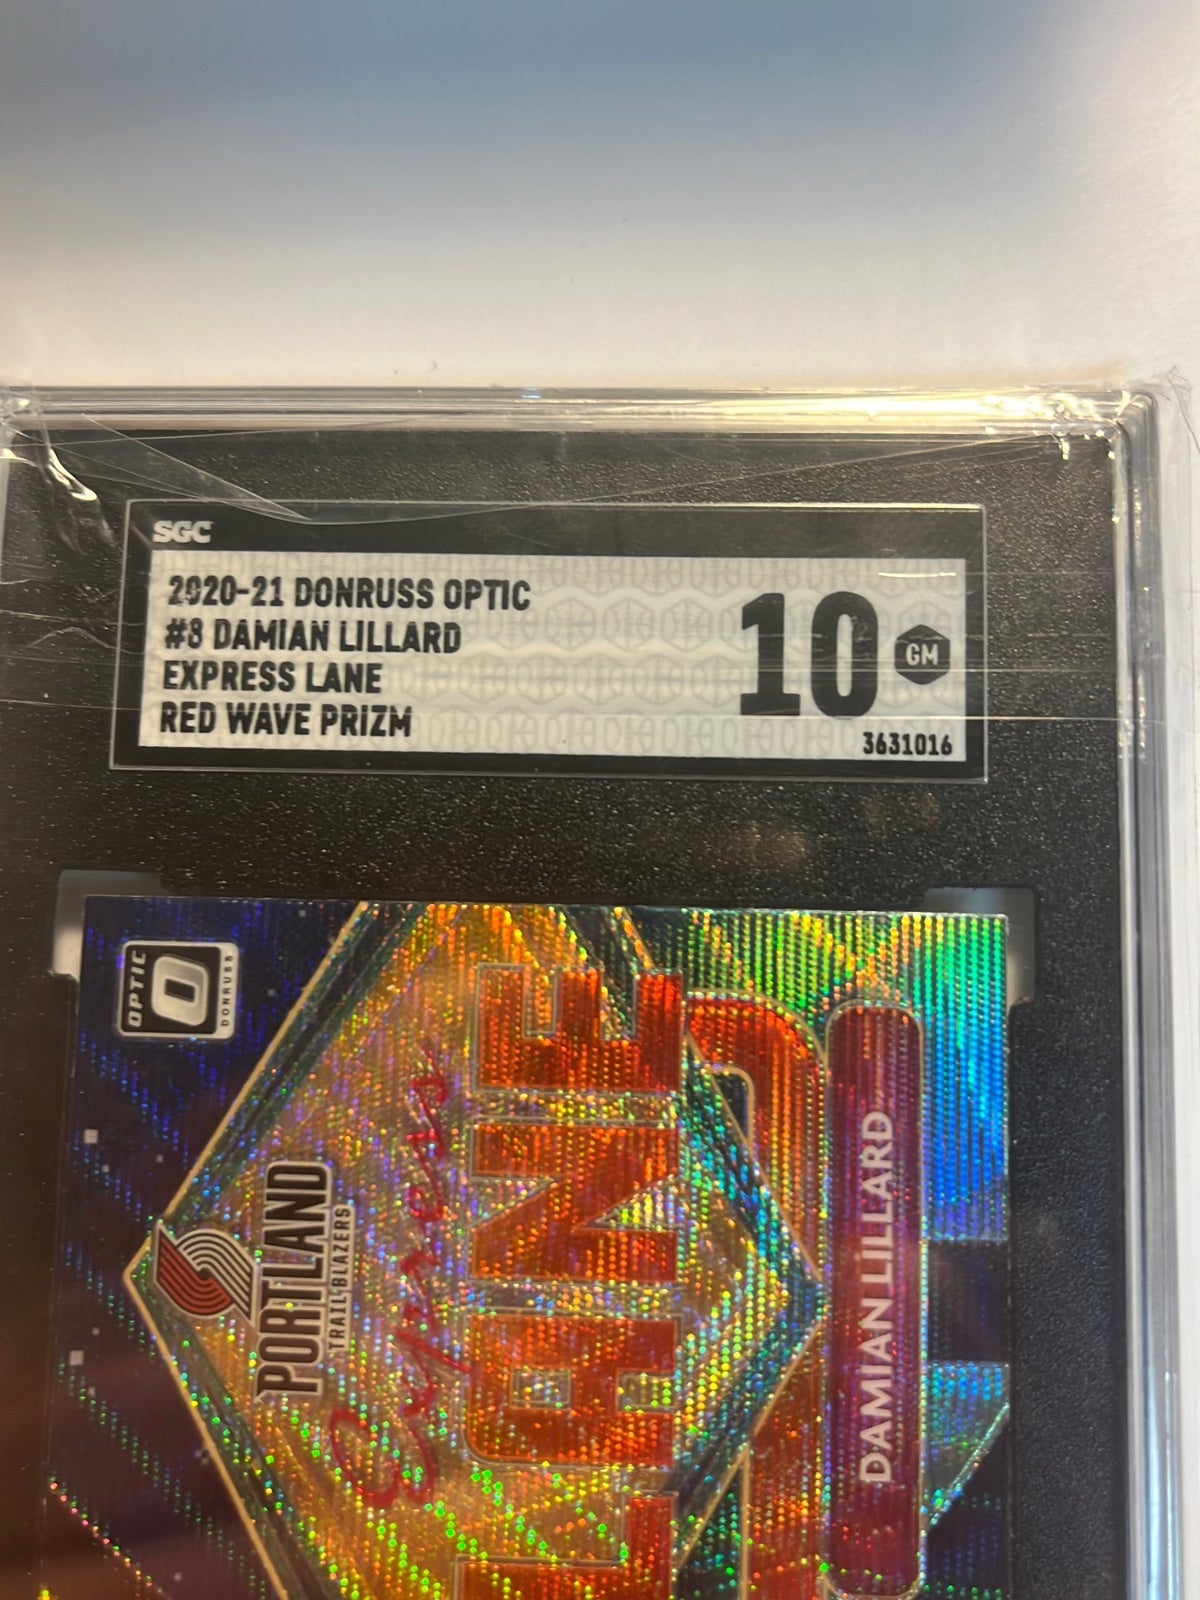 SGC
2020-21 DONRUSS OPTIC
#8 DAMIAN LILLARD
EXPRESS LANE
RED WAVE PRIZM
10
GM
3631016
OPTIC
DONRUSS
PORTLAND
TRAIL BLAZERS
Express
LANE
DAMIAN LILLARD